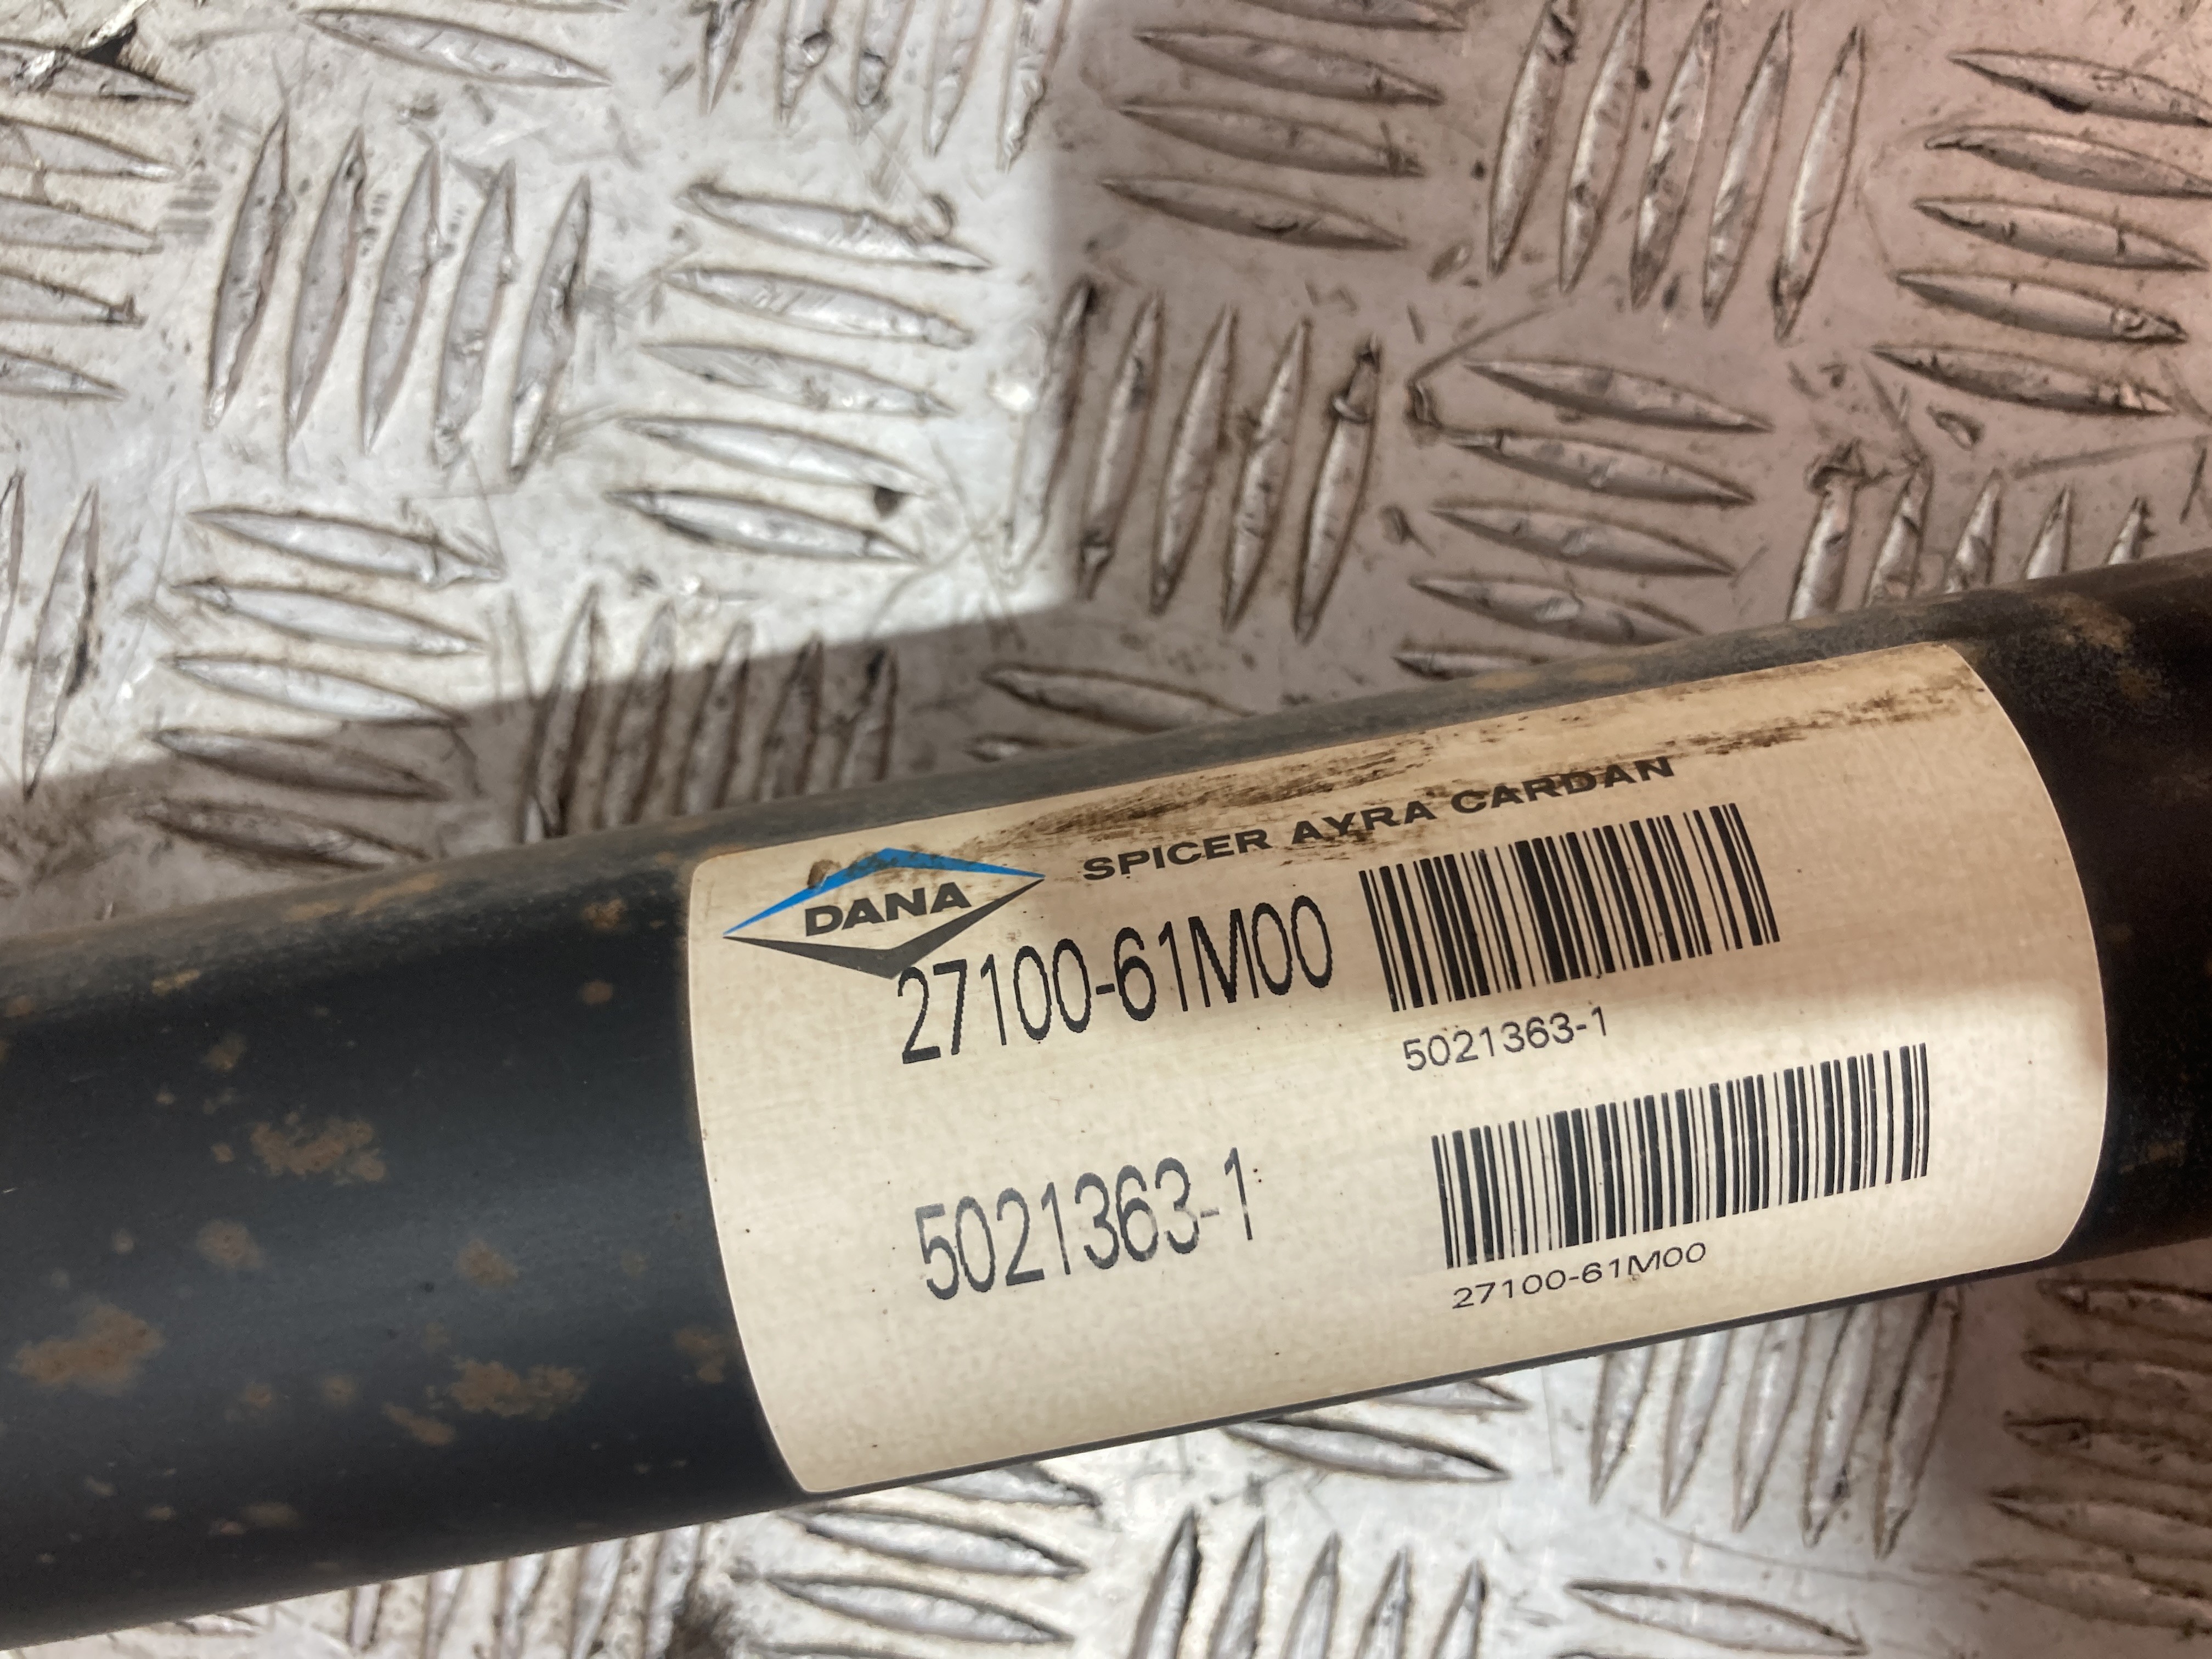 DANA
SPICER AYRA CARDAN
27100-61M00
5021363-1
5021363-1
27100-61M00